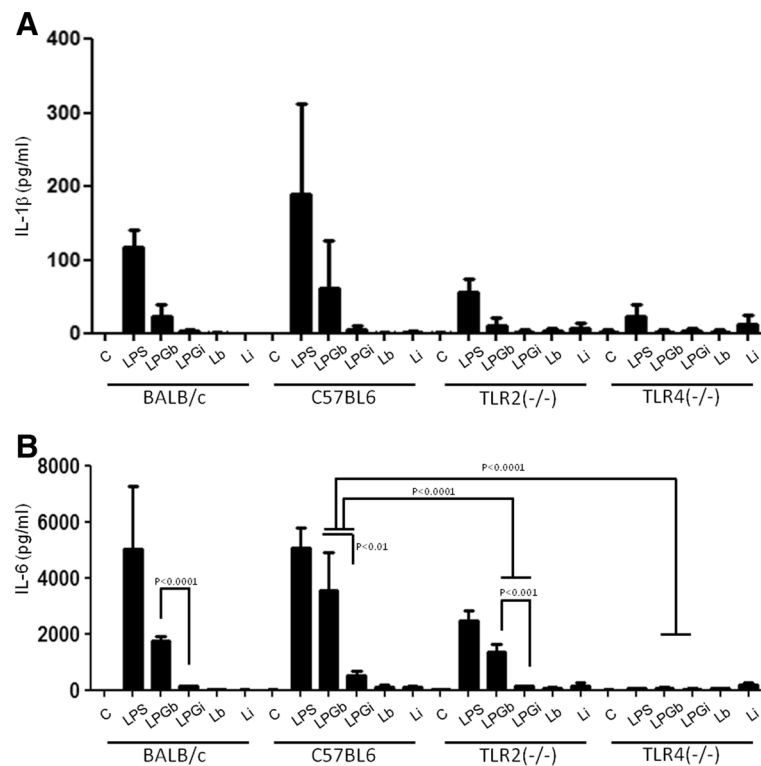 A
400
300
200
100
0
IL-1β (pg/ml)
C LPS LPGb LPGi Lb Li C LPS LPGb LPGi Lb Li C LPS LPGb LPGi Lb Li C LPS LPGb LPGi Lb Li
BALB/c C57BL6 TLR2(-/-) TLR4(-/-)
B
8000
6000
4000
2000
0
IL-6 (pg/ml)
P<0.0001
P<0.0001
P<0.01
P<0.0001
P<0.001
C LPS LPGb LPGi Lb Li C LPS LPGb LPGi Lb Li C LPS LPGb LPGi Lb Li C LPS LPGb LPGi Lb Li
BALB/c C57BL6 TLR2(-/-) TLR4(-/-)